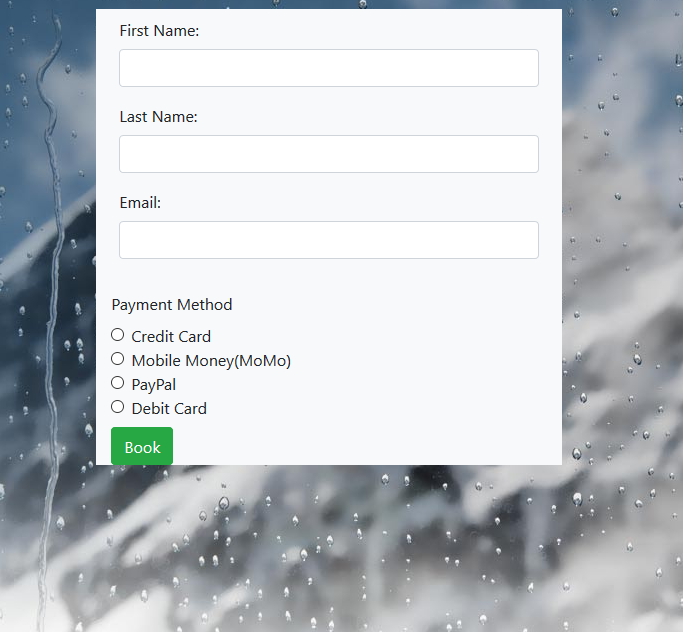 First Name:
Last Name:
Email:
Payment Method
Credit Card
Mobile Money(MoMo)
PayPal
Debit Card
Book